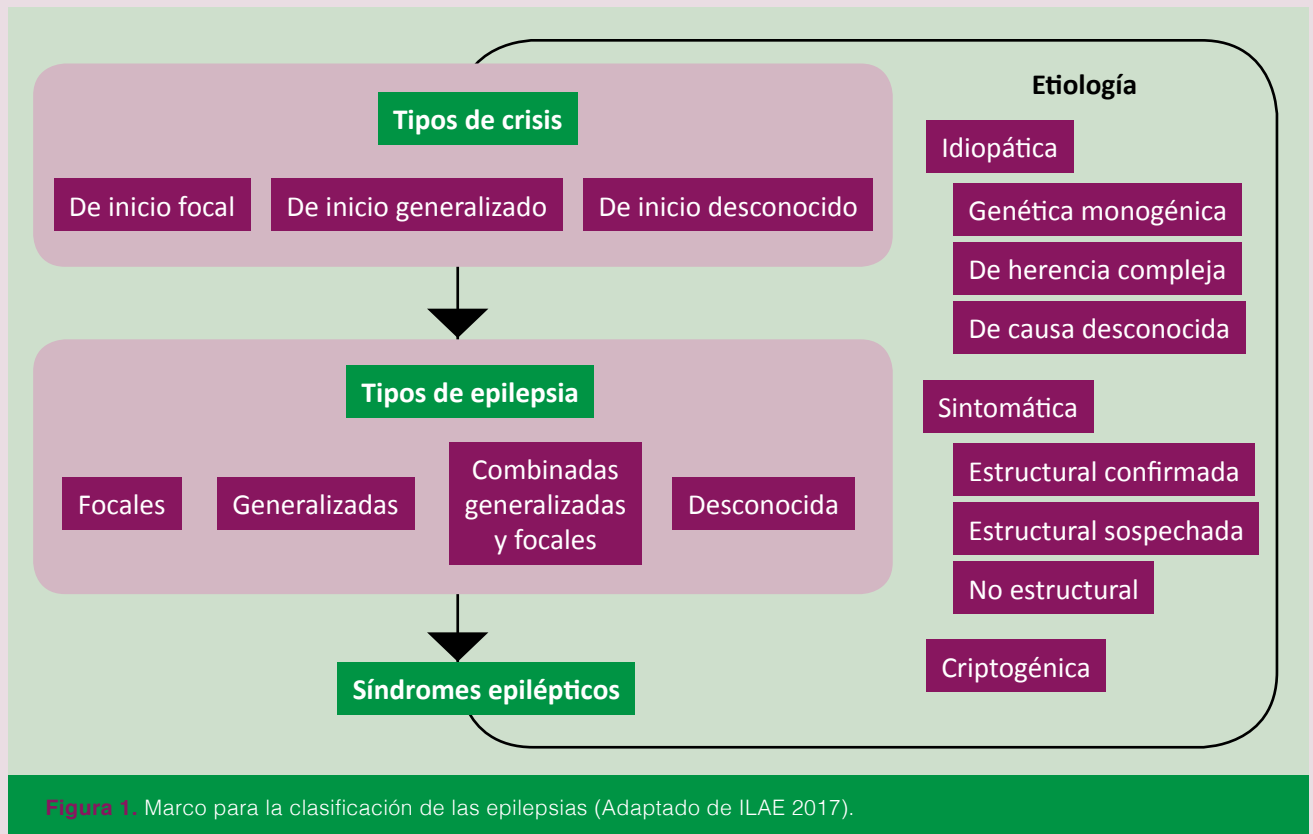 Tipos de crisis
De inicio focal
De inicio generalizado
De inicio desconocido
Tipos de epilepsia
Focales
Generalizadas
Combinadas
generalizadas
y focales
Desconocida
Síndromes epilépticos
Etiología
Idiopática
Genética monogénica
De herencia compleja
De causa desconocida
Sintomática
Estructural confirmada
Estructural sospechada
No estructural
Criptogénica
Figura 1. Marco para la clasificación de las epilepsias (Adaptado de ILAE 2017).